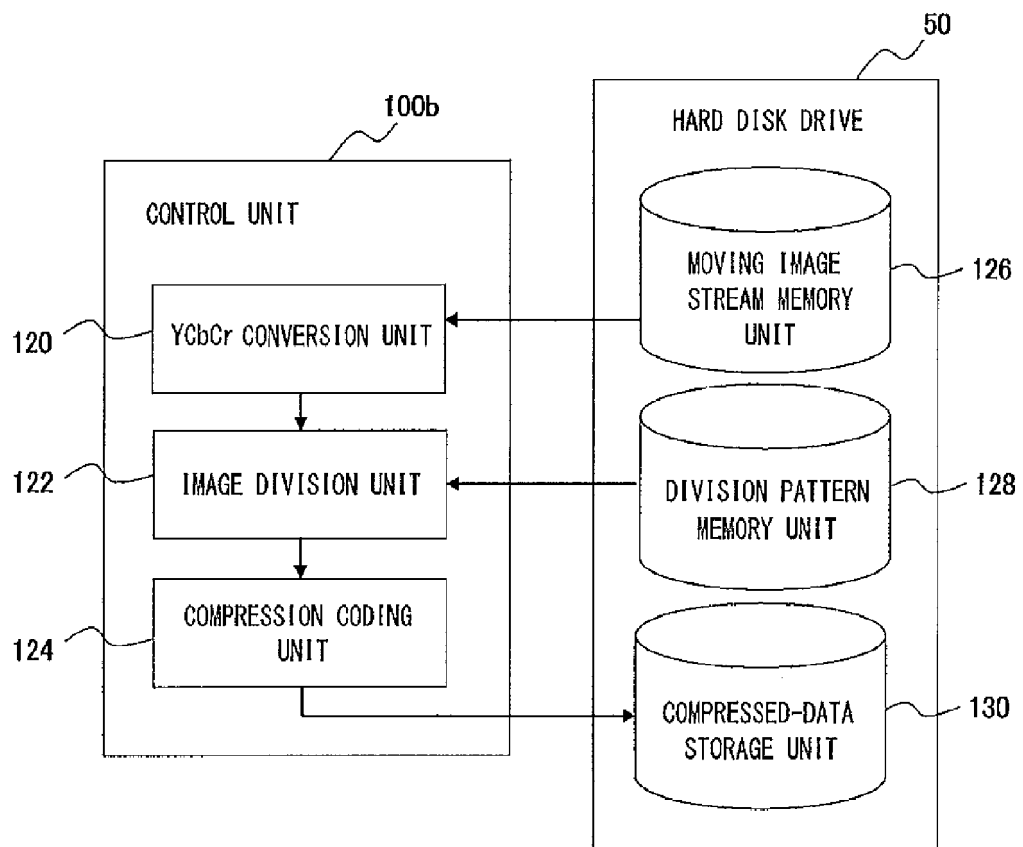 50
100b
HARD DISK DRIVE
CONTROL UNIT
MOVING IMAGE
STREAM MEMORY
UNIT
126
120
YCbCr CONVERSION UNIT
122
IMAGE DIVISION UNIT
DIVISION PATTERN
MEMORY UNIT
128
124
COMPRESSION CODING
UNIT
COMPRESSED-DATA
STORAGE UNIT
130